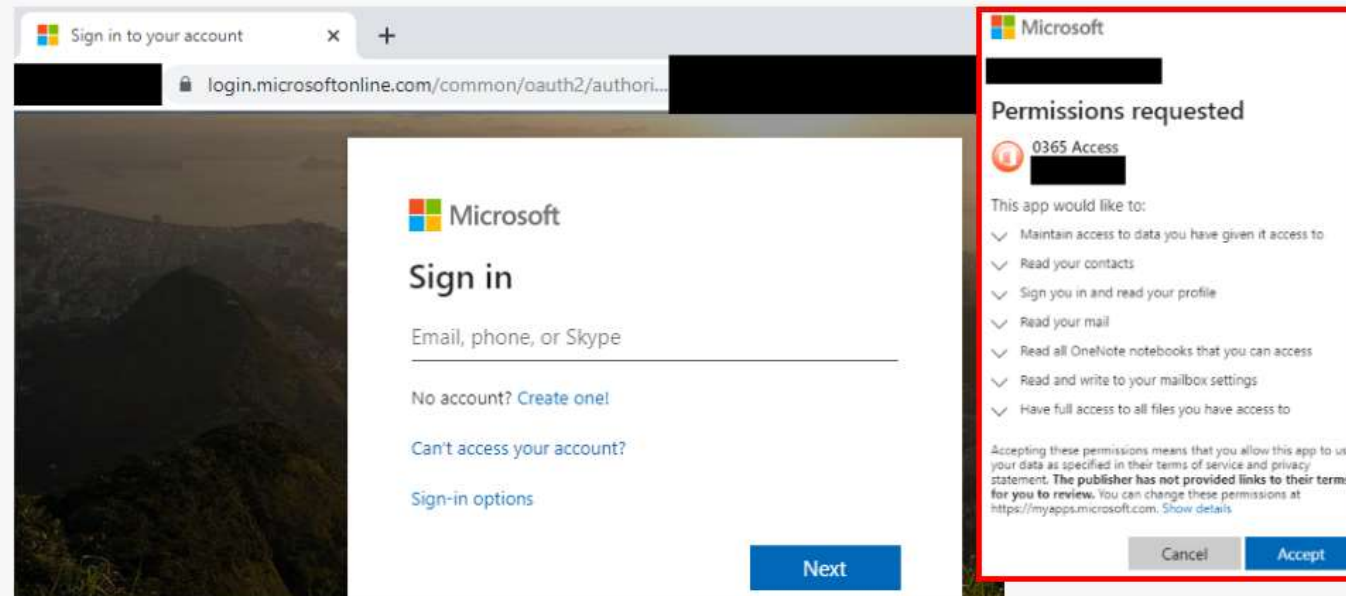 Sign in to your account
login.microsoftonline.com/common/oauth2/authori...
Microsoft
Sign in
Email, phone, or Skype
No account? Create one!
Can't access your account?
Sign-in options
Next
Microsoft
Permissions requested
0365 Access
This app would like to:
Maintain access to data you have given it access to
Read your contacts
Sign you in and read your profile
Read your mail
Read all OneNote notebooks that you can access
Read and write to your mailbox settings
Have full access to all files you have access to
Accepting these permissions means that you allow this app to us
your data as specified in their terms of service and privacy
statement. The publisher has not provided links to their terms
for you to review. You can change these permissions at
https://myapps.microsoft.com. Show details
Cancel
Accept